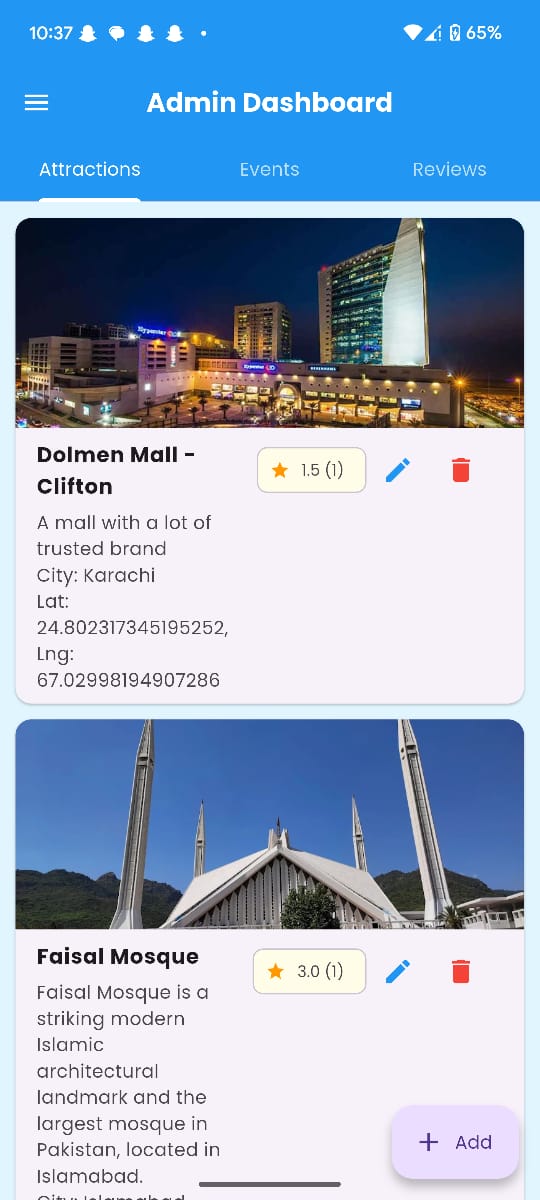 10:37
65%
Admin Dashboard
Attractions
Events
Reviews
Dolmen Mall -
Clifton
1.5 (1)
A mall with a lot of
trusted brand
City: Karachi
Lat:
24.802317345195252,
Lng:
67.02998194907286
Faisal Mosque
3.0 (1)
Faisal Mosque is a
striking modern
Islamic
architectural
landmark and the
largest mosque in
Pakistan, located in
Islamabad.
City: Islamabad
Add